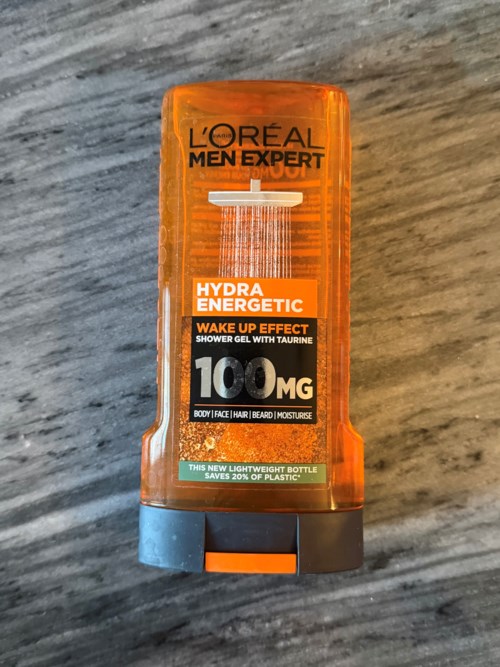 L'ORÉAL
PARIS
MEN EXPERT
HYDRA
ENERGETIC
WAKE UP EFFECT
SHOWER GEL WITH TAURINE
100MG
BODY | FACE | HAIR | BEARD | MOISTURISE
THIS NEW LIGHTWEIGHT BOTTLE
SAVES 20% OF PLASTIC*